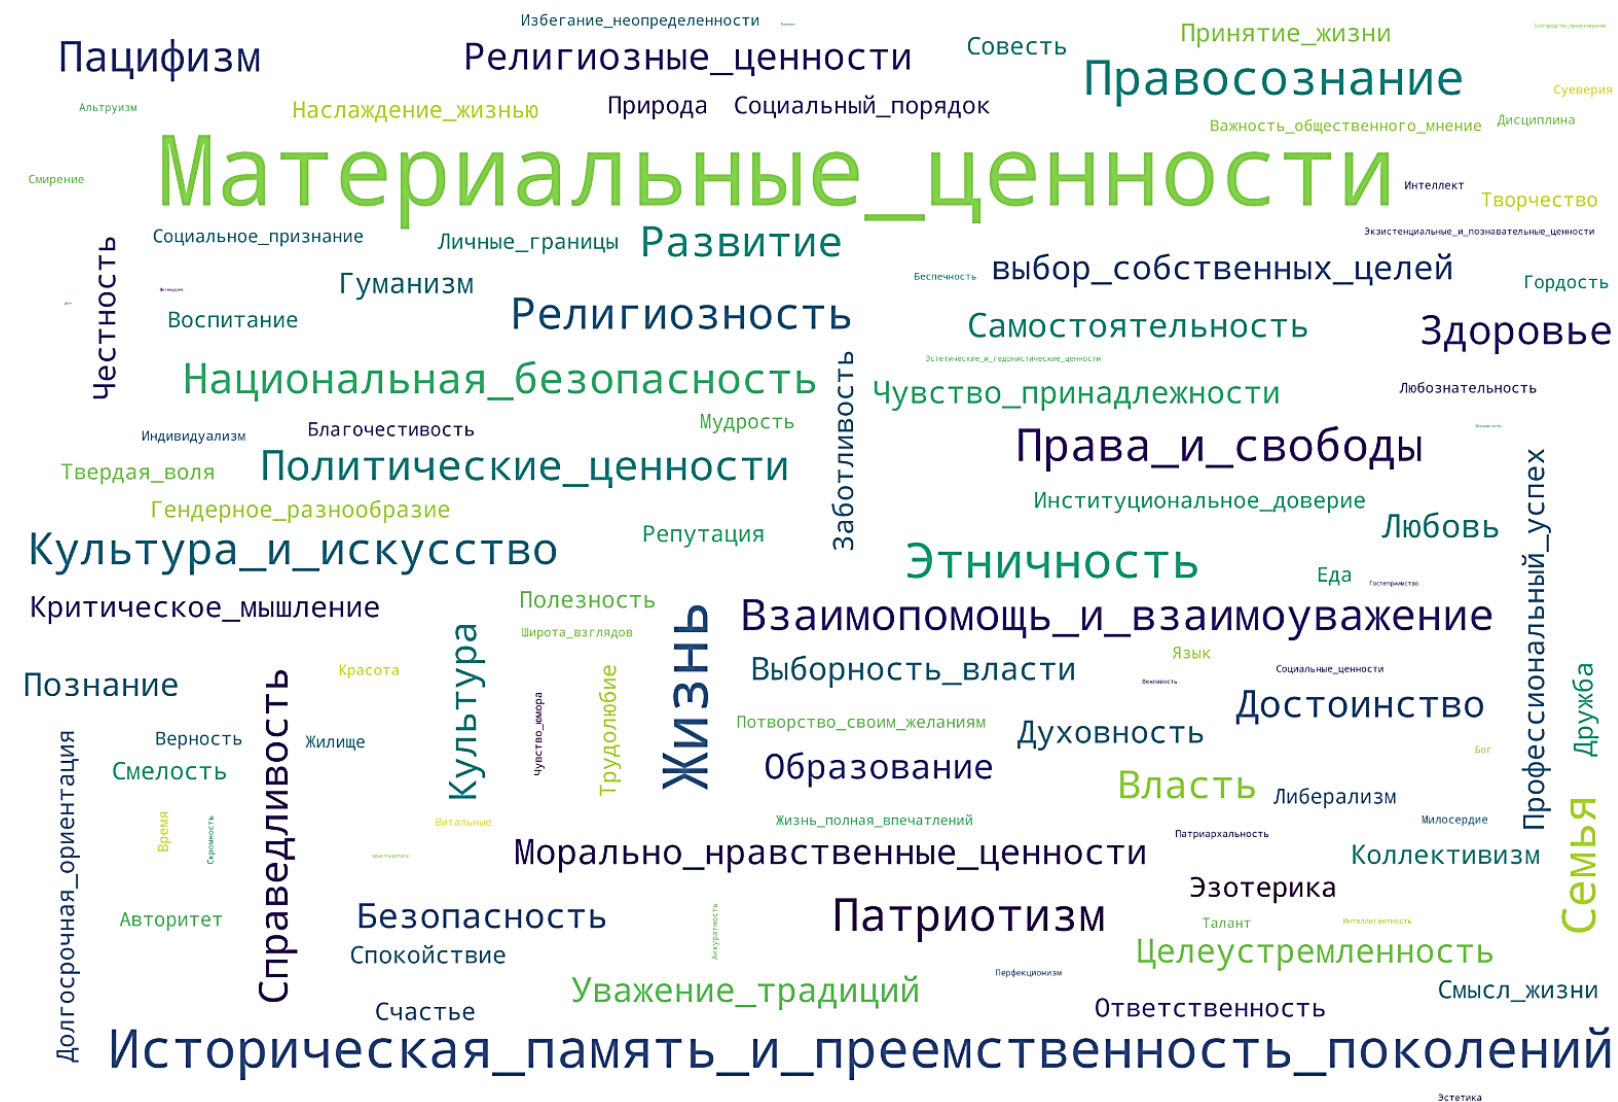 Избегание_неопределенности
Пацифизм
Религиозные_ценности
Совесть
Принятие_жизни
Правосознание
Суеверия
Альтруизм
Наслаждение_жизнью
Природа
Социальный_порядок
Важность_общественного_мнение
Дисциплина
Материальные_ценности
Смирение
Интеллект
Творчество
Социальное_признание
Личные_границы
Развитие
Экзистенциальные_и_познавательные_ценности
Честность
Гуманизм
Беспечность
выбор_собственных_целей
Гордость
Воспитание
Религиозность
Самостоятельность
Здоровье
Эстетические_и_гедонистические_ценности
Национальная_безопасность
Заботливость
Чувство_принадлежности
Любознательность
Мудрость
Индивидуализм
Благочестивость
Права_и_свободы
Твердая_воля
Политические_ценности
Институциональное_доверие
Гендерное_разнообразие
Репутация
Любовь
Профессиональный_успех
Культура_и_искусство
Этничность
Еда
Гостеприимство
Критическое_мышление
Полезность
Жизнь
Взаимопомощь_и_взаимоуважение
Широта_взглядов
Язык
Познание
Красота
Культура
Трудолюбие
Выборность_власти
Социальные_ценности
Вежливость
Достоинство
Дружба
Справедливость
Чувство_юмора
Потворство_своим_желаниям
Духовность
Долгосрочная_ориентация
Верность
Жилище
Бог
Смелость
Образование
Власть
Либерализм
Семья
Время
Скромность
Витальные
Жизнь_полная_впечатлений
Милосердие
Патриархальность
Морально_нравственные_ценности
Коллективизм
Эзотерика
Авторитет
Безопасность
Аккуратность
Патриотизм
Талант
Интеллигентность
Спокойствие
Целеустремленность
Перфекционизм
Уважение_традиций
Смысл_жизни
Счастье
Ответственность
Историческая_память_и_преемственность_поколений
Эстетика